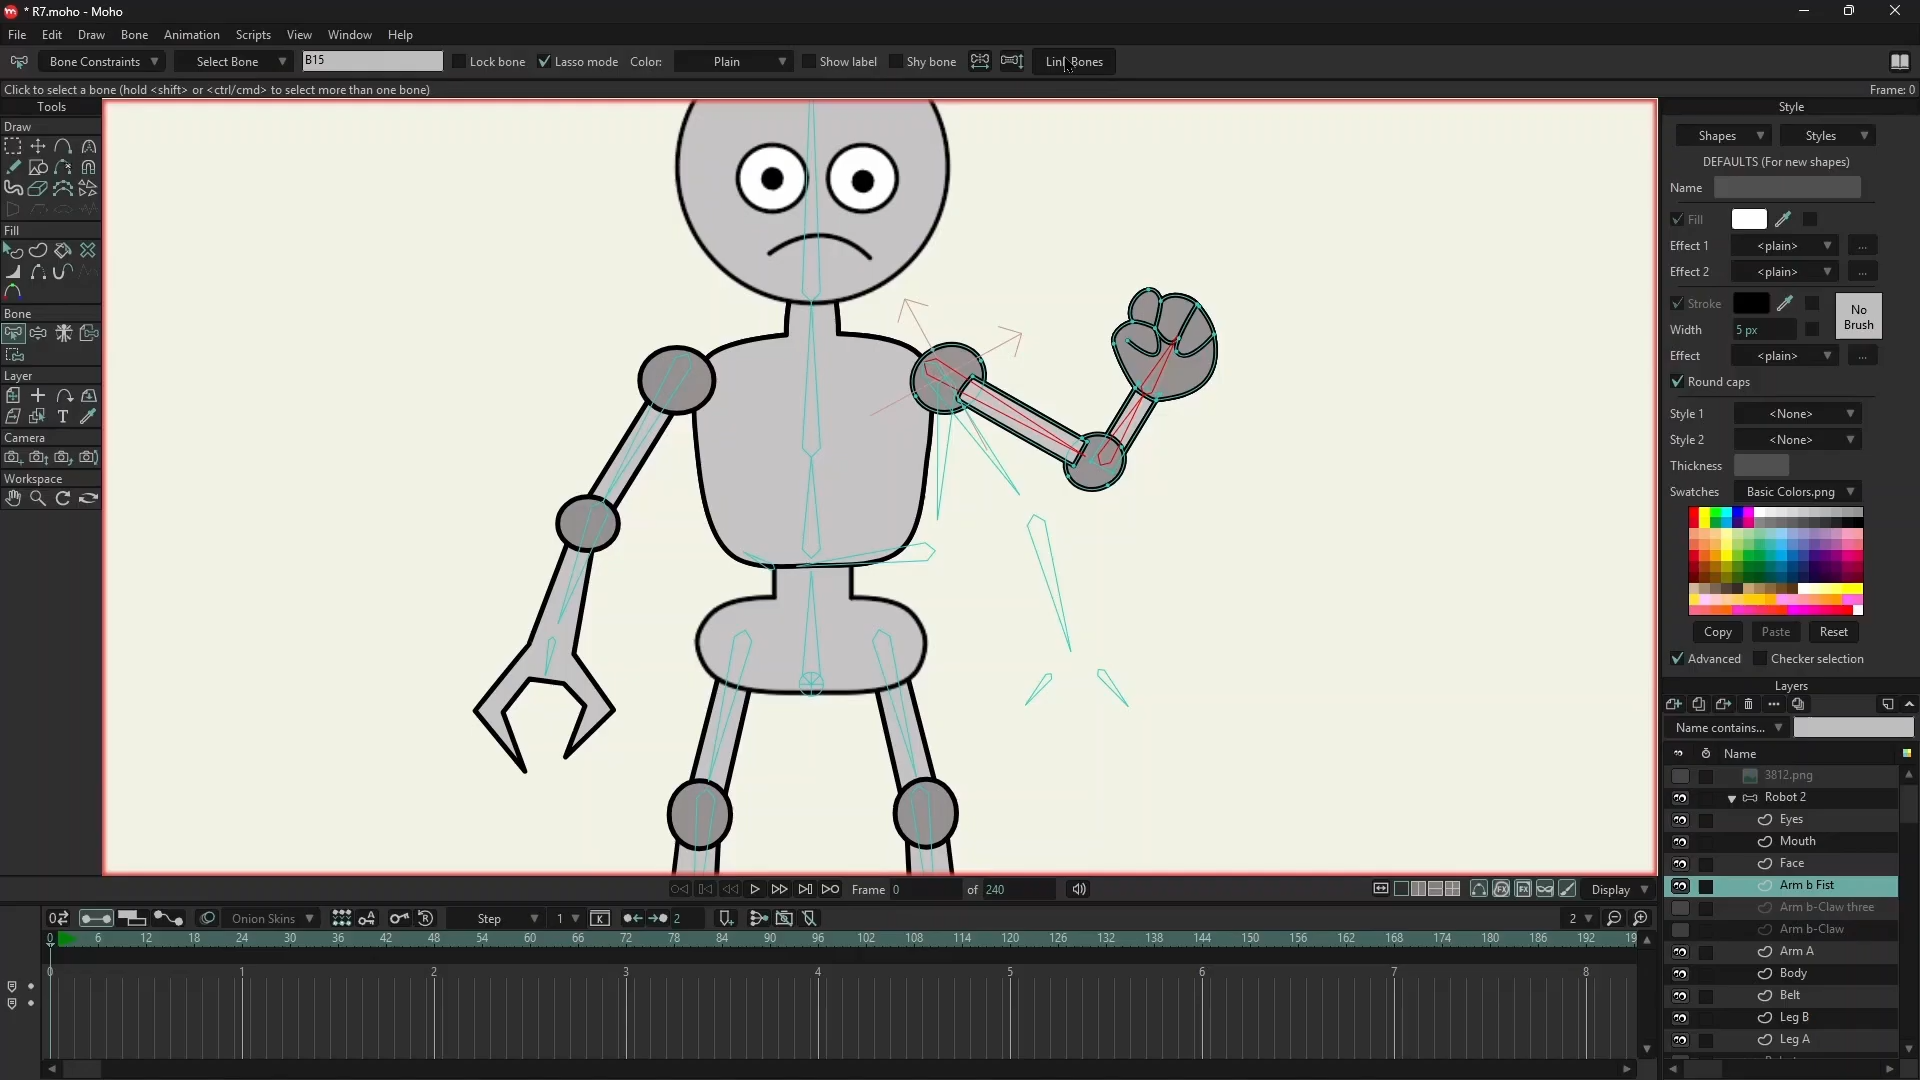 * R7.moho - Moho
File Edit Draw Bone Animation Scripts View Window Help
Bone Constraints Select Bone B15 Lock bone Lasso mode Color: Plain Show label Shy bone Link Bones
Click to select a bone (hold <shift> or <ctrl/cmd> to select more than one bone) Frame: 0
Tools
Draw
Fill
Bone
Layer
Camera
Workspace
Style
Shapes Styles
DEFAULTS (For new shapes)
Name
Fill
Effect 1 <plain> ...
Effect 2 <plain> ...
Stroke
No Brush
Width 5 px
Effect <plain> ...
Round caps
Style 1 <None>
Style 2 <None>
Thickness
Swatches Basic Colors.png
Copy Paste Reset
Advanced Checker selection
Layers
Name contains...
Name
3812.png
Robot 2
Eyes
Mouth
Face
Arm b Fist
Arm b-Claw three
Arm b-Claw
Arm A
Body
Belt
Leg B
Leg A
Frame 0 of 240 Display
Onion Skins Step 1 2 2
0 6 12 18 24 30 36 42 48 54 60 66 72 78 84 90 96 102 108 114 120 126 132 138 144 150 156 162 168 174 180 186 192 19
0 1 2 3 4 5 6 7 8